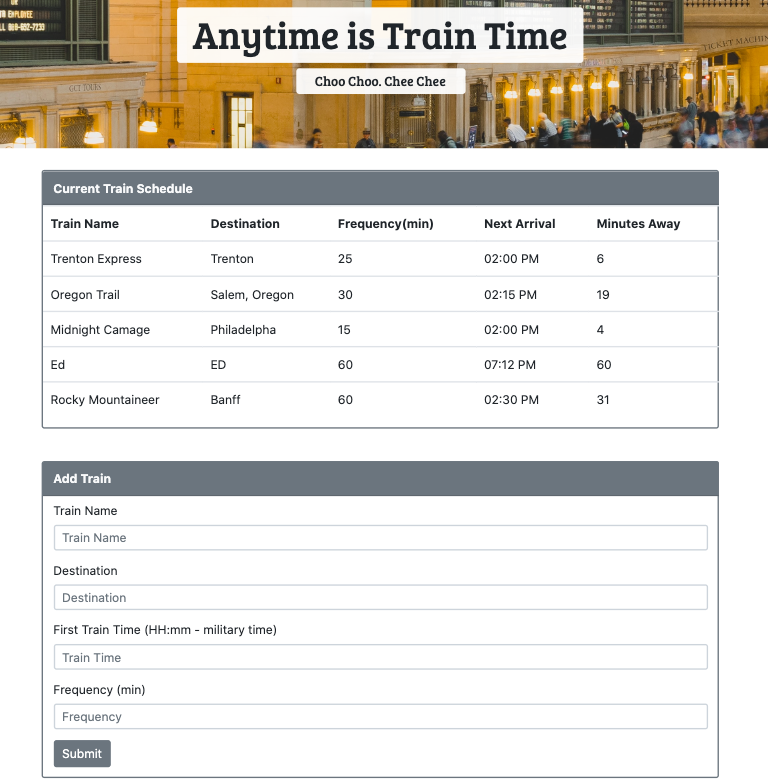 EMPLOYEE
Anytime is Train Time
TICKET MACHIN
Choo Choo. Chee Chee
GCT TOURS
Current Train Schedule
Train Name Destination Frequency(min) Next Arrival Minutes Away
Trenton Express Trenton 25 02:00 PM 6
Oregon Trail Salem, Oregon 30 02:15 PM 19
Midnight Camage Philadelpha 15 02:00 PM 4
Ed ED 60 07:12 PM 60
Rocky Mountaineer Banff 60 02:30 PM 31
Add Train
Train Name
Train Name
Destination
Destination
First Train Time (HH:mm - military time)
Train Time
Frequency (min)
Frequency
Submit